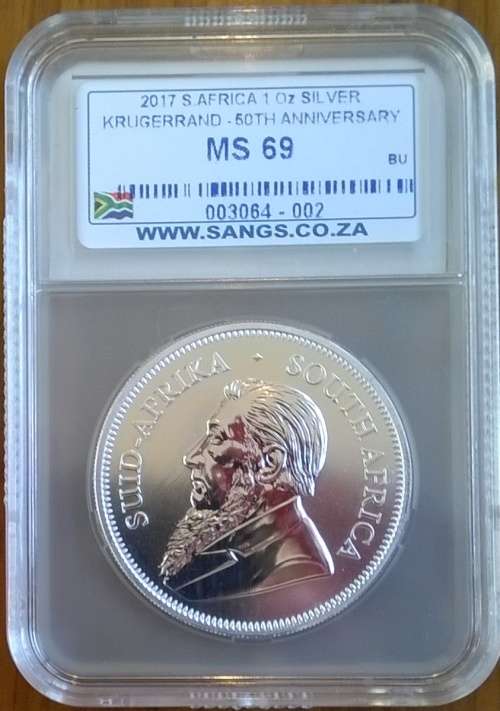 2017 S.AFRICA 1 Oz SILVER
KRUGERRAND - 50TH ANNIVERSARY
MS 69
BU
003064 - 002
WWW.SANGS.CO.ZA
SUID-AFRIKA · SOUTH AFRICA